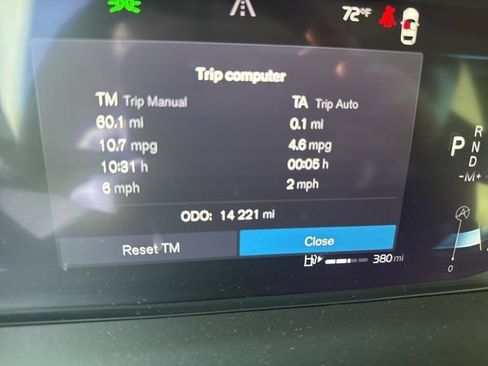 72°F
Trip computer
TM Trip Manual
TA Trip Auto
60.1 mi
0.1 mi
10.7 mpg
4.6 mpg
10:31 h
00:05 h
6 mph
2 mph
ODO: 14 221 mi
Reset TM
Close
380 mi
P
R
N
D
-M+
A
0